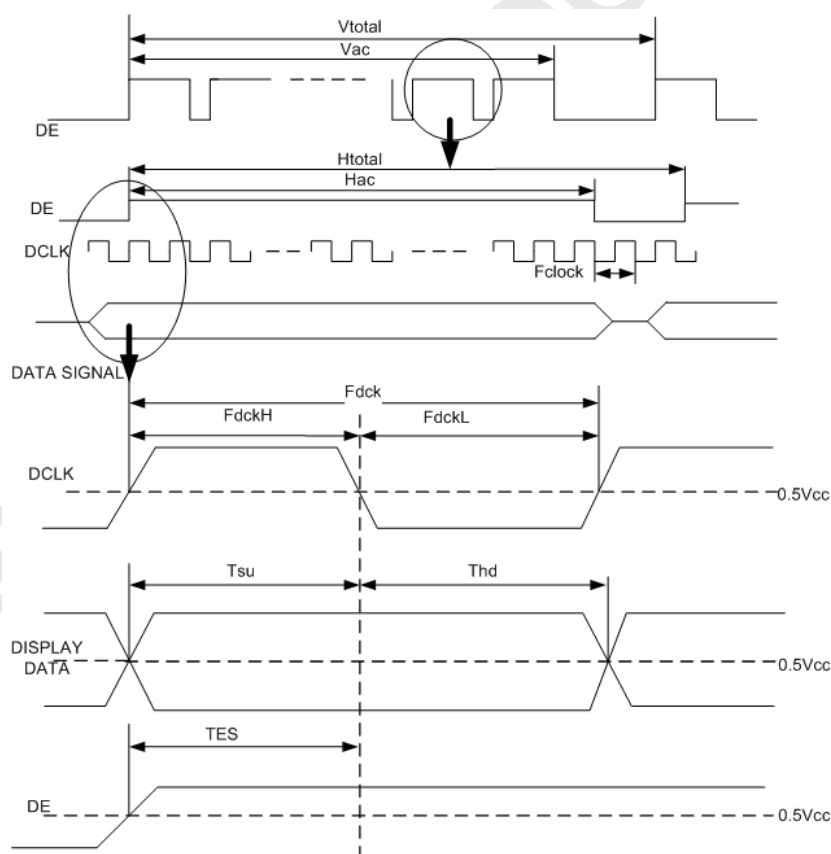 Vtotal
Vac
DE
Htotal
Hac
DE
DCLK
Fclock
DATA SIGNAL
Fdck
FdckH FdckL
DCLK
0.5Vcc
Tsu Thd
DISPLAY
DATA
0.5Vcc
TES
DE
0.5Vcc